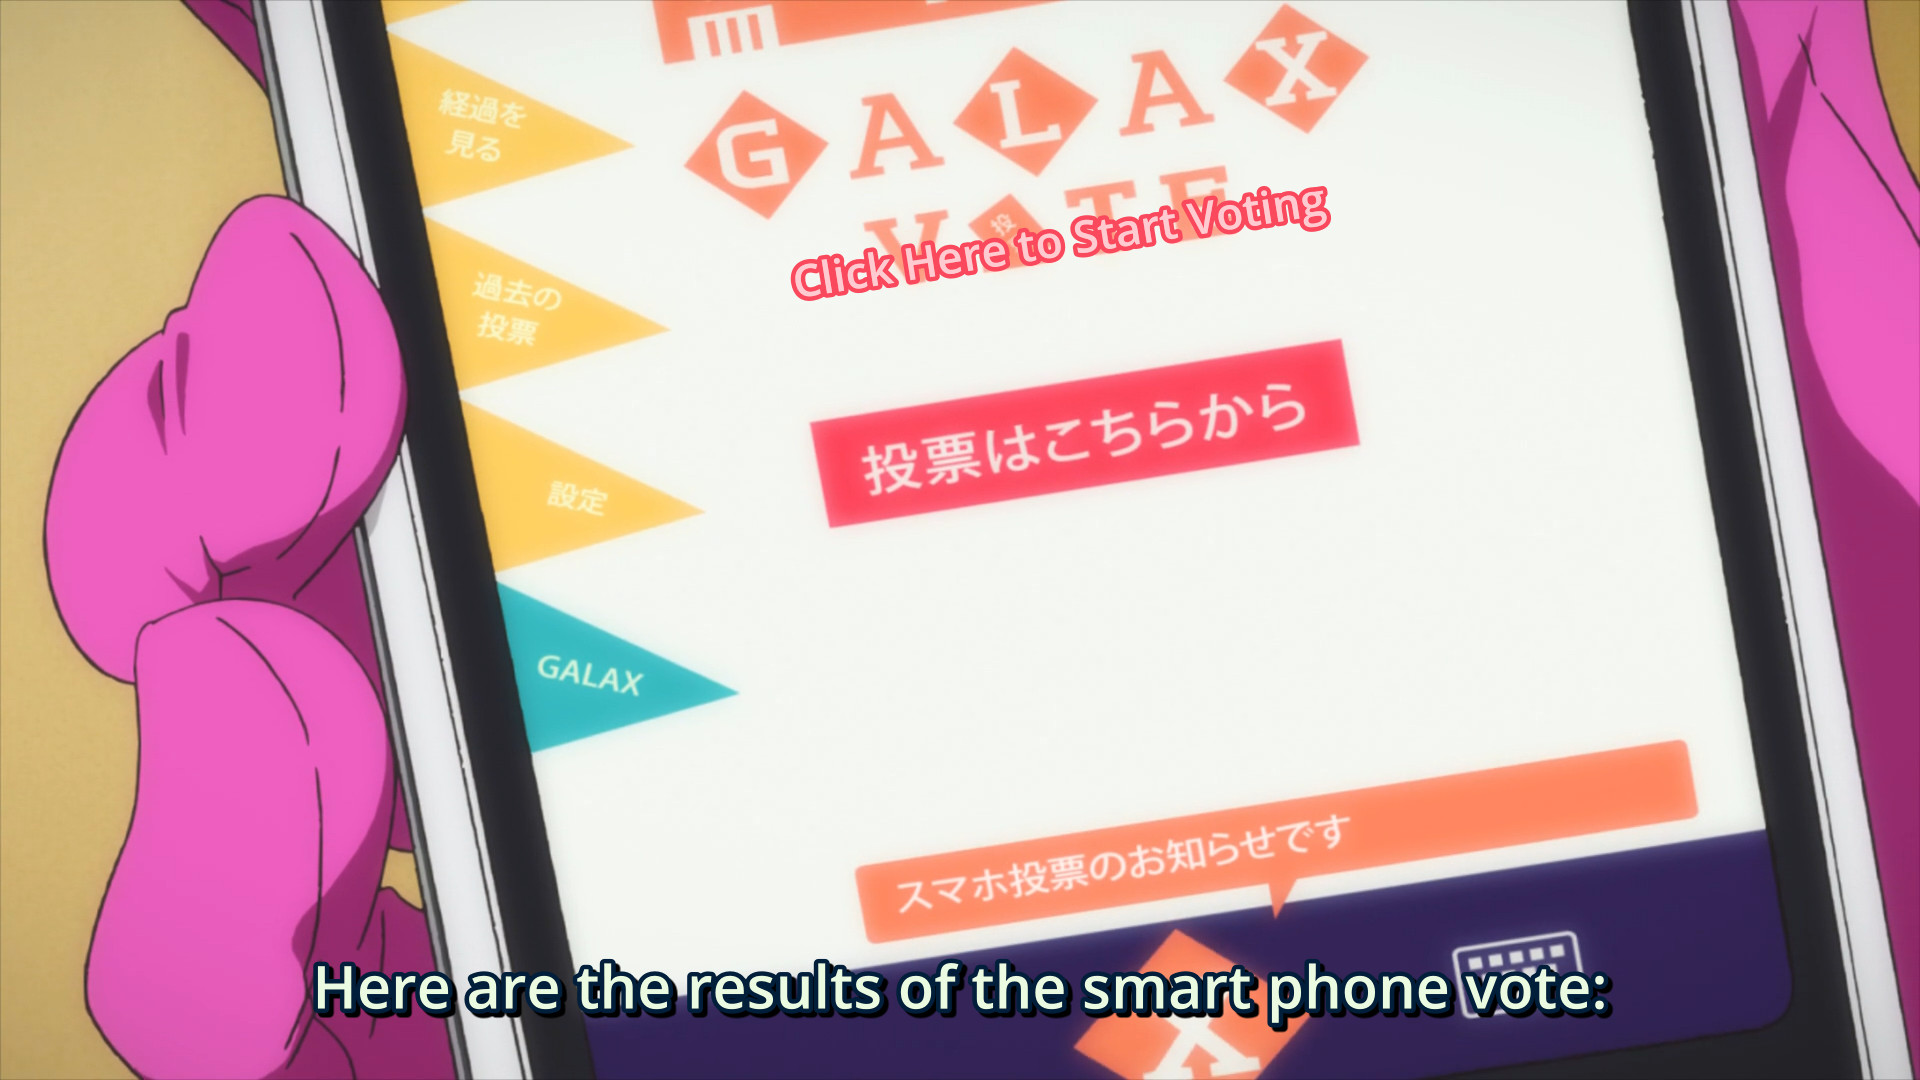 GALAX
VOTE
投
Click Here to Start Voting
経過を
見る
過去の
投票
設定
GALAX
投票はこちらから
スマホ投票のお知らせです
X
Here are the results of the smart phone vote: